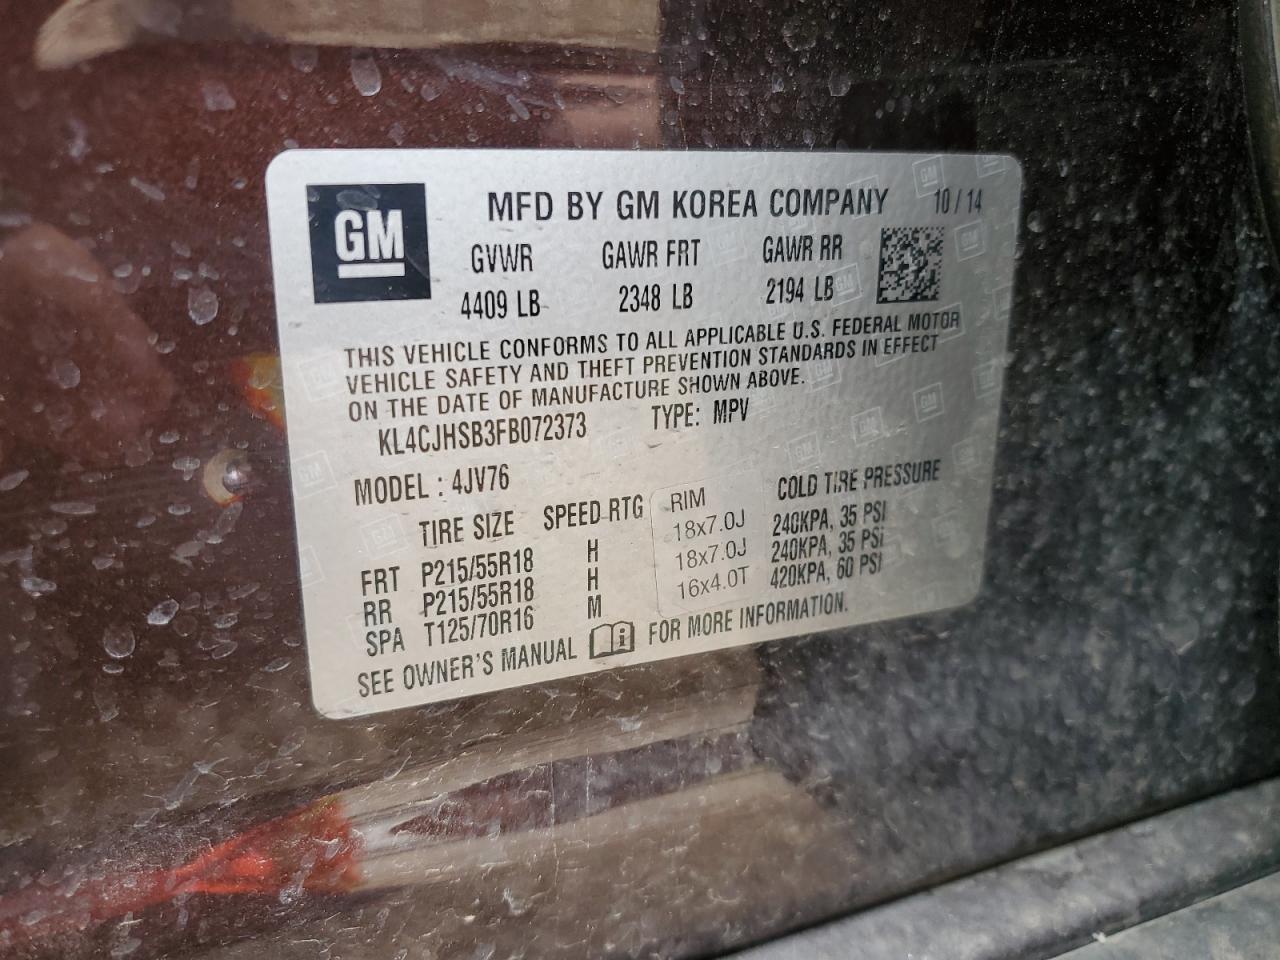 GM
MFD BY GM KOREA COMPANY 10/14
GVWR GAWR FRT GAWR RR
4409 LB 2348 LB 2194 LB
THIS VEHICLE CONFORMS TO ALL APPLICABLE U.S. FEDERAL MOTOR
VEHICLE SAFETY AND THEFT PREVENTION STANDARDS IN EFFECT
ON THE DATE OF MANUFACTURE SHOWN ABOVE.
KL4CJHSB3FB072373 TYPE: MPV
MODEL : 4JV76
TIRE SIZE SPEED RTG RIM COLD TIRE PRESSURE
FRT P215/55R18 H 18x7.0J 240KPA, 35 PSI
RR P215/55R18 H 18x7.0J 240KPA, 35 PSI
SPA T125/70R16 M 16x4.0T 420KPA, 60 PSI
SEE OWNER'S MANUAL FOR MORE INFORMATION.